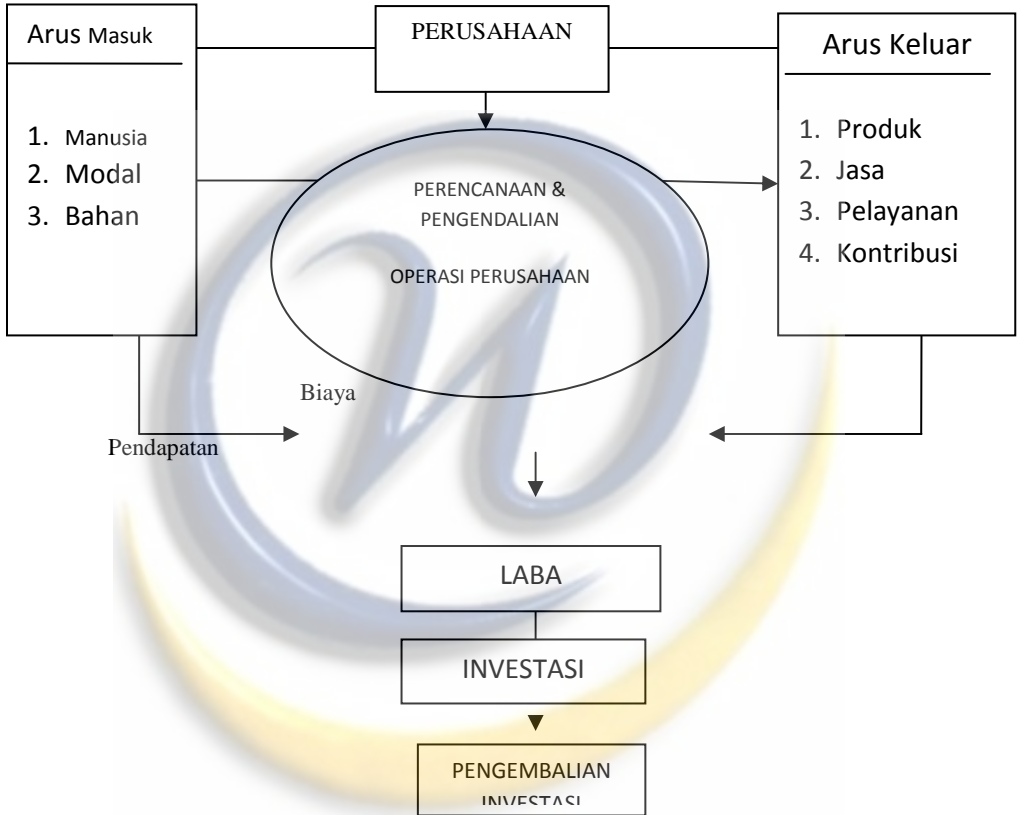 Arus Masuk
1. Manusia
2. Modal
3. Bahan
PERUSAHAAN
Arus Keluar
1. Produk
2. Jasa
3. Pelayanan
4. Kontribusi
PERENCANAAN &
PENGENDALIAN
OPERASI PERUSAHAAN
Biaya
Pendapatan
LABA
INVESTASI
PENGEMBALIAN
INVESTASI